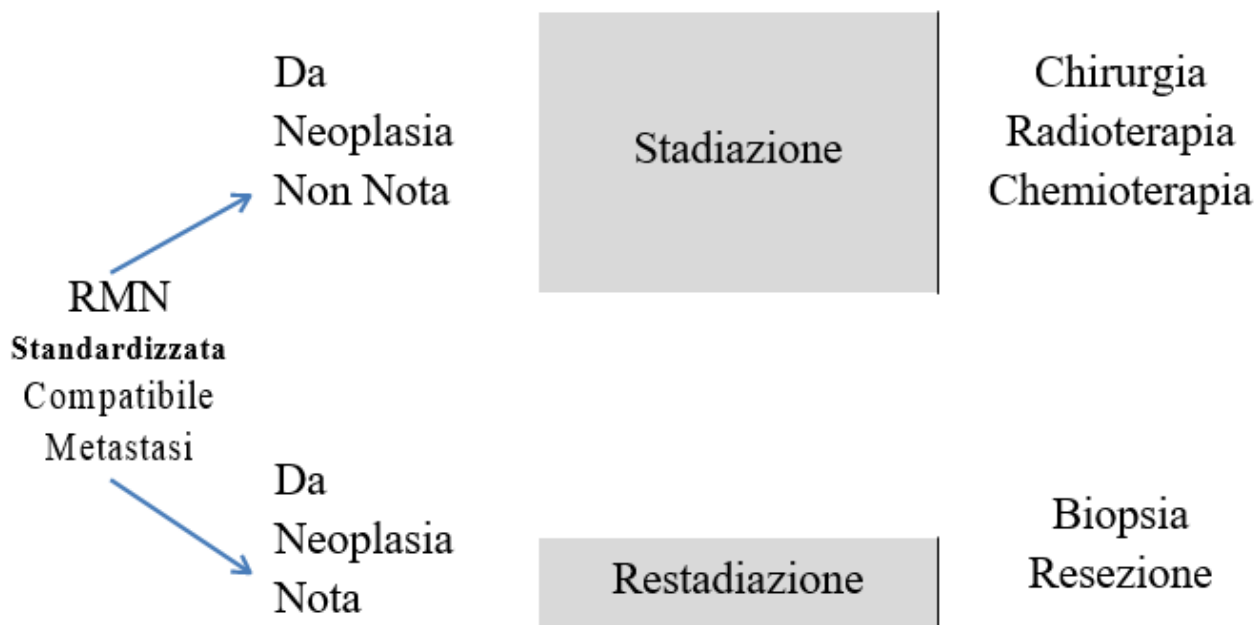 RMN
Standardizzata
Compatibile
Metastasi
Da
Neoplasia
Non Nota
Stadiazione
Chirurgia
Radioterapia
Chemioterapia
Da
Neoplasia
Nota
Restadiazione
Biopsia
Resezione